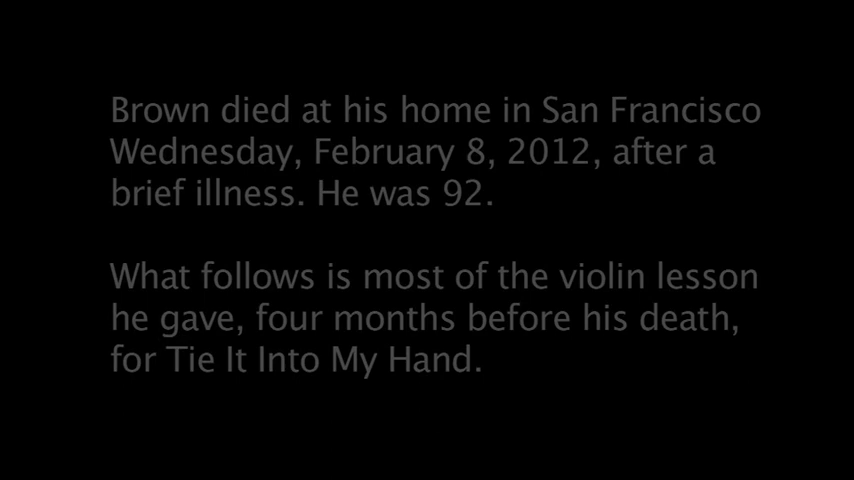 Brown died at his home in San Francisco
Wednesday, February 8, 2012, after a
brief illness. He was 92.
What follows is most of the violin lesson
he gave, four months before his death,
for Tie It Into My Hand.